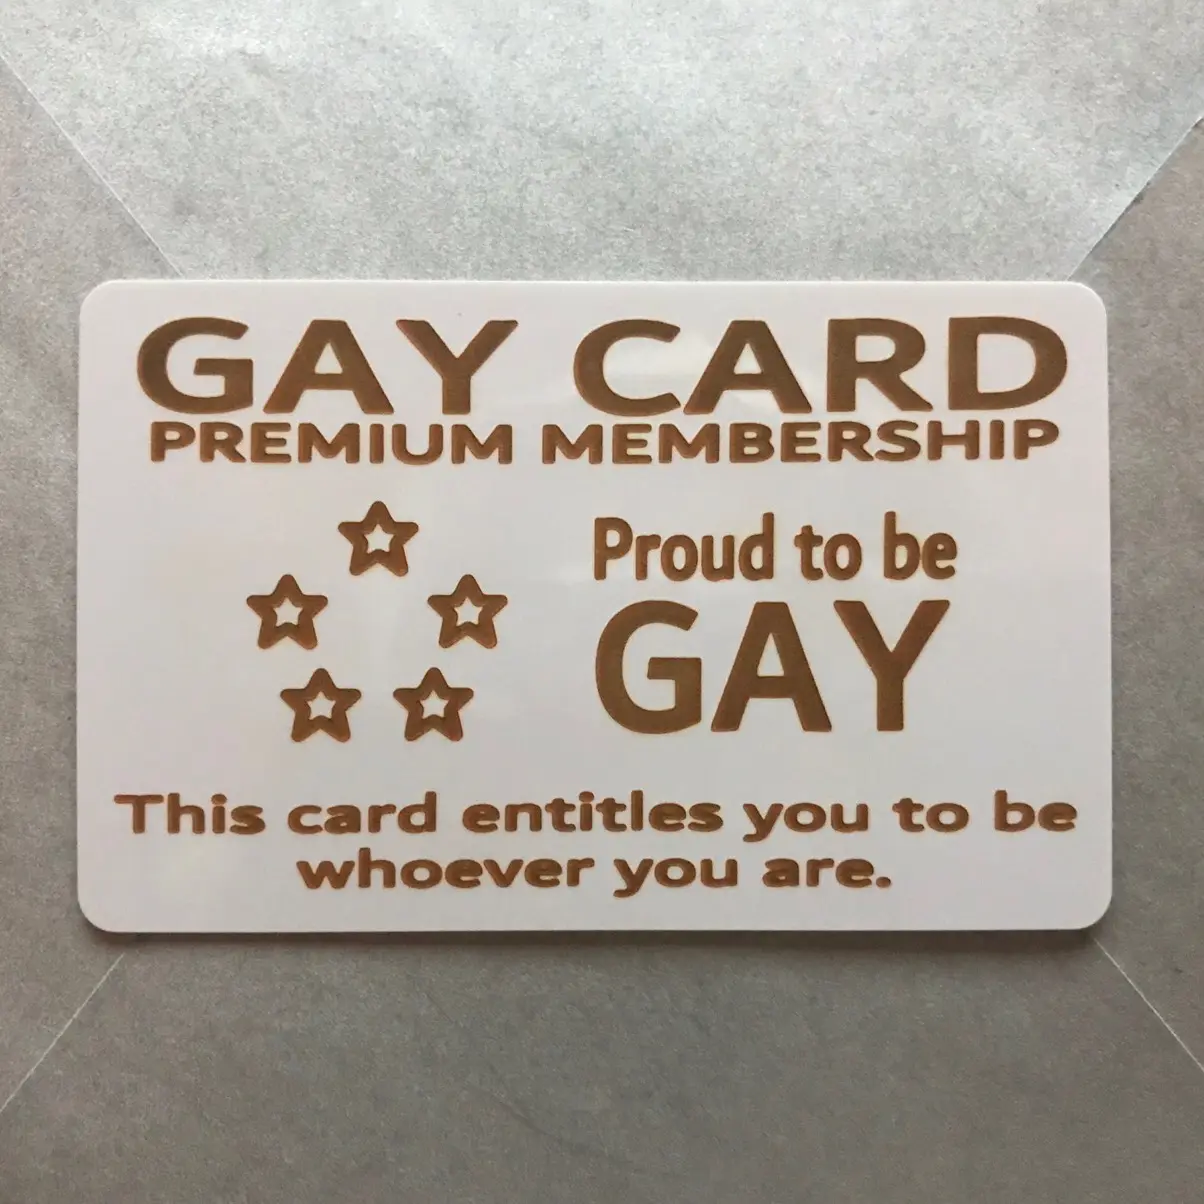 GAY CARD
PREMIUM MEMBERSHIP
Proud to be
GAY
This card entitles you to be
whoever you are.